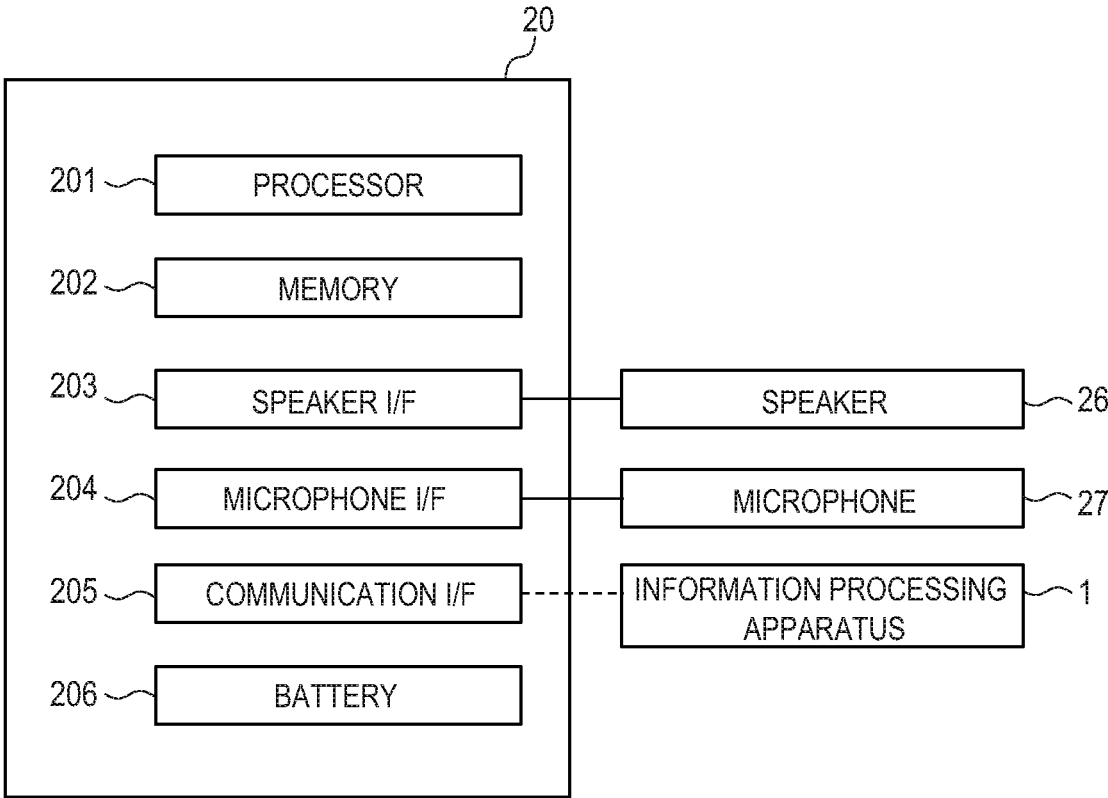 20
201 PROCESSOR
202 MEMORY
203 SPEAKER I/F SPEAKER 26
204 MICROPHONE I/F MICROPHONE 27
205 COMMUNICATION I/F INFORMATION PROCESSING APPARATUS 1
206 BATTERY